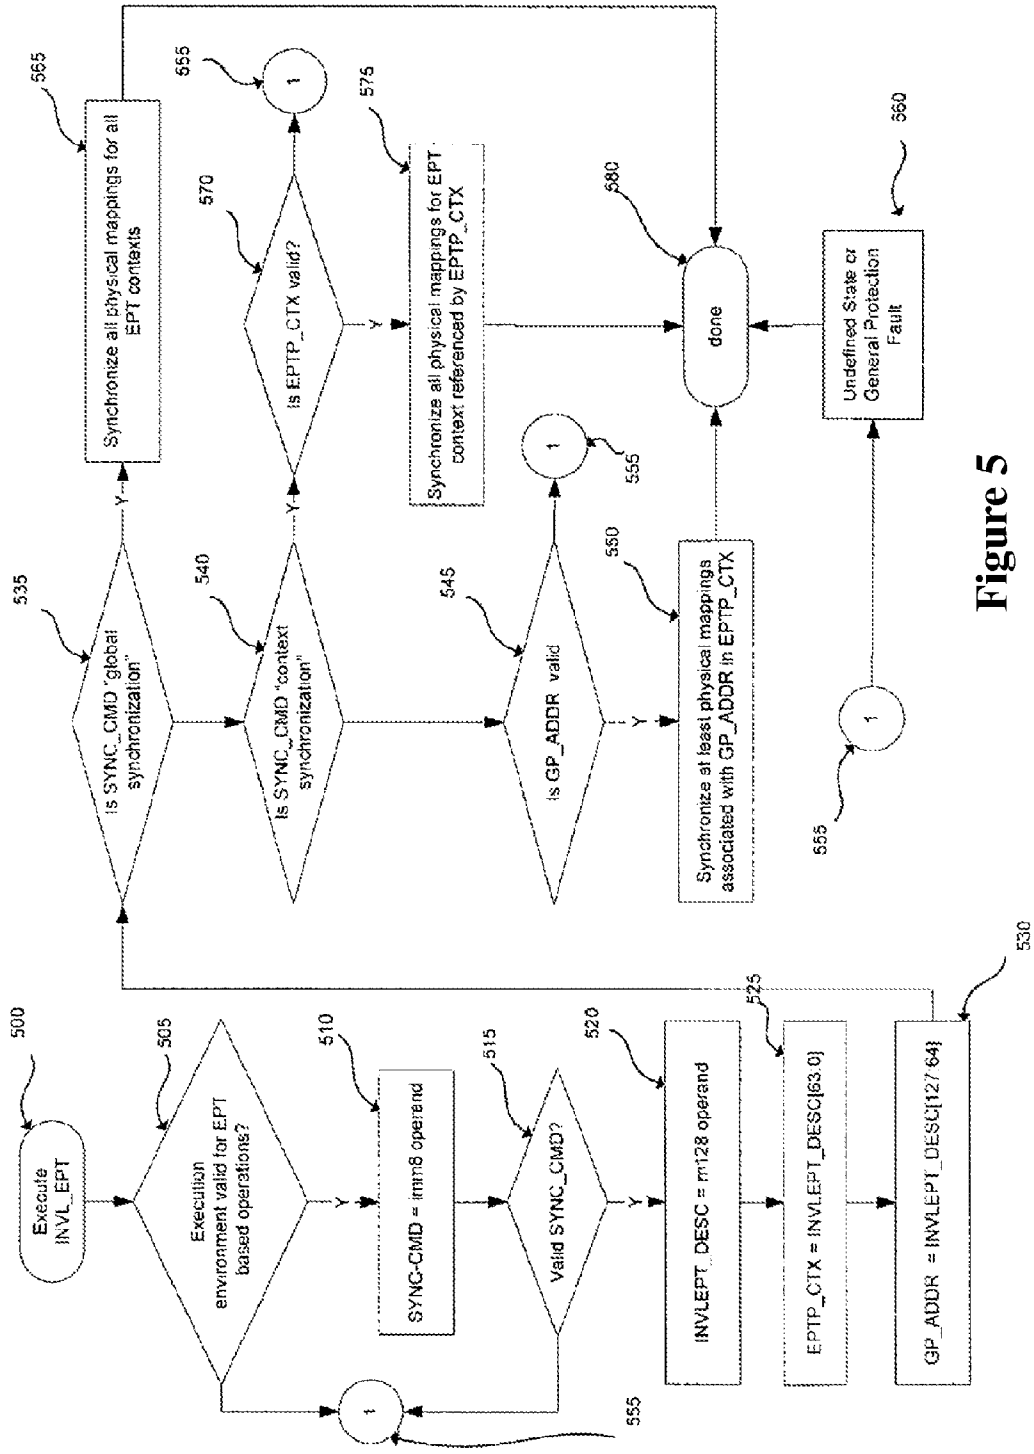 500
Execute
INVL_EPT
505
Execution
environment valid for EPT
based operations?
Y
510
SYNC-CMD = imm8 operand
515
Valid SYNC_CMD?
Y
1
555
520
INVLEPT_DESC = m128 operand
525
EPTP_CTX = INVLEPT_DESC[63:0]
530
GP_ADDR = INVLEPT_DESC[127:64]
535
Is SYNC_CMD "global
synchronization"
Y
565
Synchronize all physical mappings for all
EPT contexts
540
Is SYNC_CMD "context
synchronization"
Y
570
Is EPTP_CTX valid?
555
1
Y
575
Synchronize all physical mappings for EPT
context referenced by EPTP_CTX
545
Is GP_ADDR valid
1
555
Y
550
Synchronize at least physical mappings
associated with GP_ADDR in EPTP_CTX
580
done
555
1
560
Undefined State or
General Protection
Fault
Figure 5